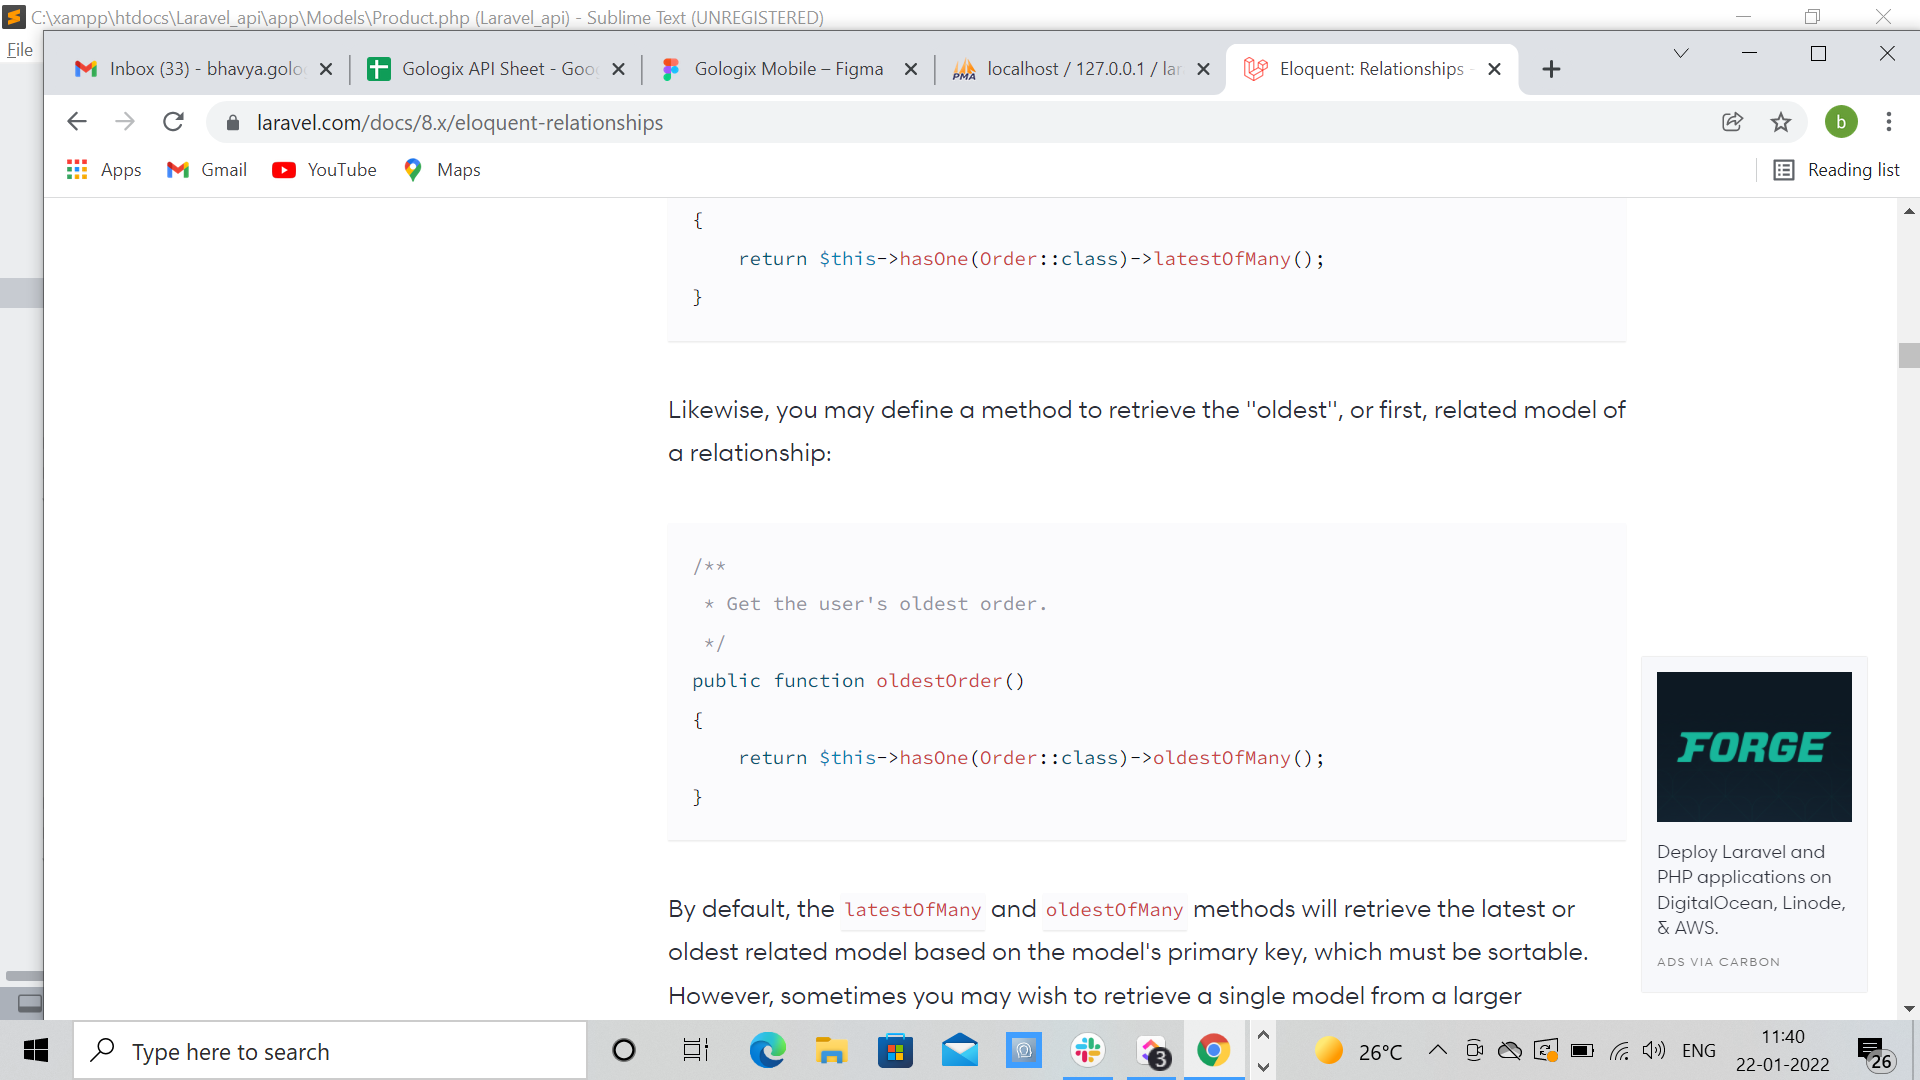 C:\xampp\htdocs\Laravel_api\app\Models\Product.php (Laravel_api) - Sublime Text (UNREGISTERED)
File
Inbox (33) - bhavya.golo
Gologix API Sheet - Goo
Gologix Mobile – Figma
PMA
localhost / 127.0.0.1 / lar
Eloquent: Relationships -
laravel.com/docs/8.x/eloquent-relationships
b
Apps
Gmail
YouTube
Maps
Reading list
{
return $this->hasOne(Order::class)->latestOfMany();
}
Likewise, you may define a method to retrieve the "oldest", or first, related model of
a relationship:
/**
* Get the user's oldest order.
*/
public function oldestOrder()
{
return $this->hasOne(Order::class)->oldestOfMany();
}
FORGE
Deploy Laravel and
PHP applications on
DigitalOcean, Linode,
& AWS.
ADS VIA CARBON
By default, the latestOfMany and oldestOfMany methods will retrieve the latest or
oldest related model based on the model's primary key, which must be sortable.
However, sometimes you may wish to retrieve a single model from a larger
Type here to search
3
26°C
ENG
11:40
22-01-2022
26